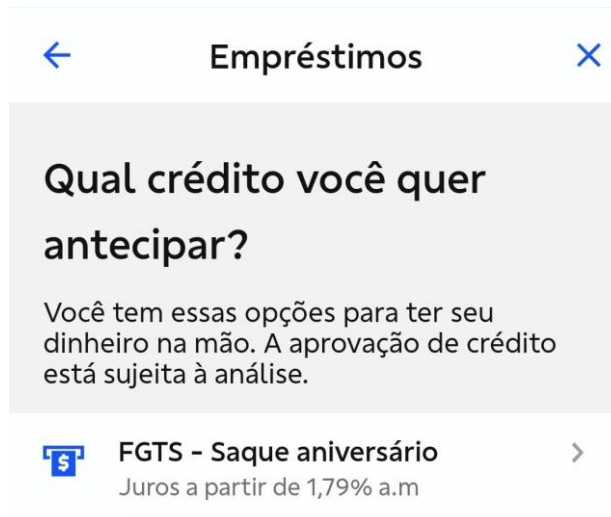 Empréstimos
Qual crédito você quer
antecipar?
Você tem essas opções para ter seu
dinheiro na mão. A aprovação de crédito
está sujeita à análise.
FGTS - Saque aniversário
Juros a partir de 1,79% a.m